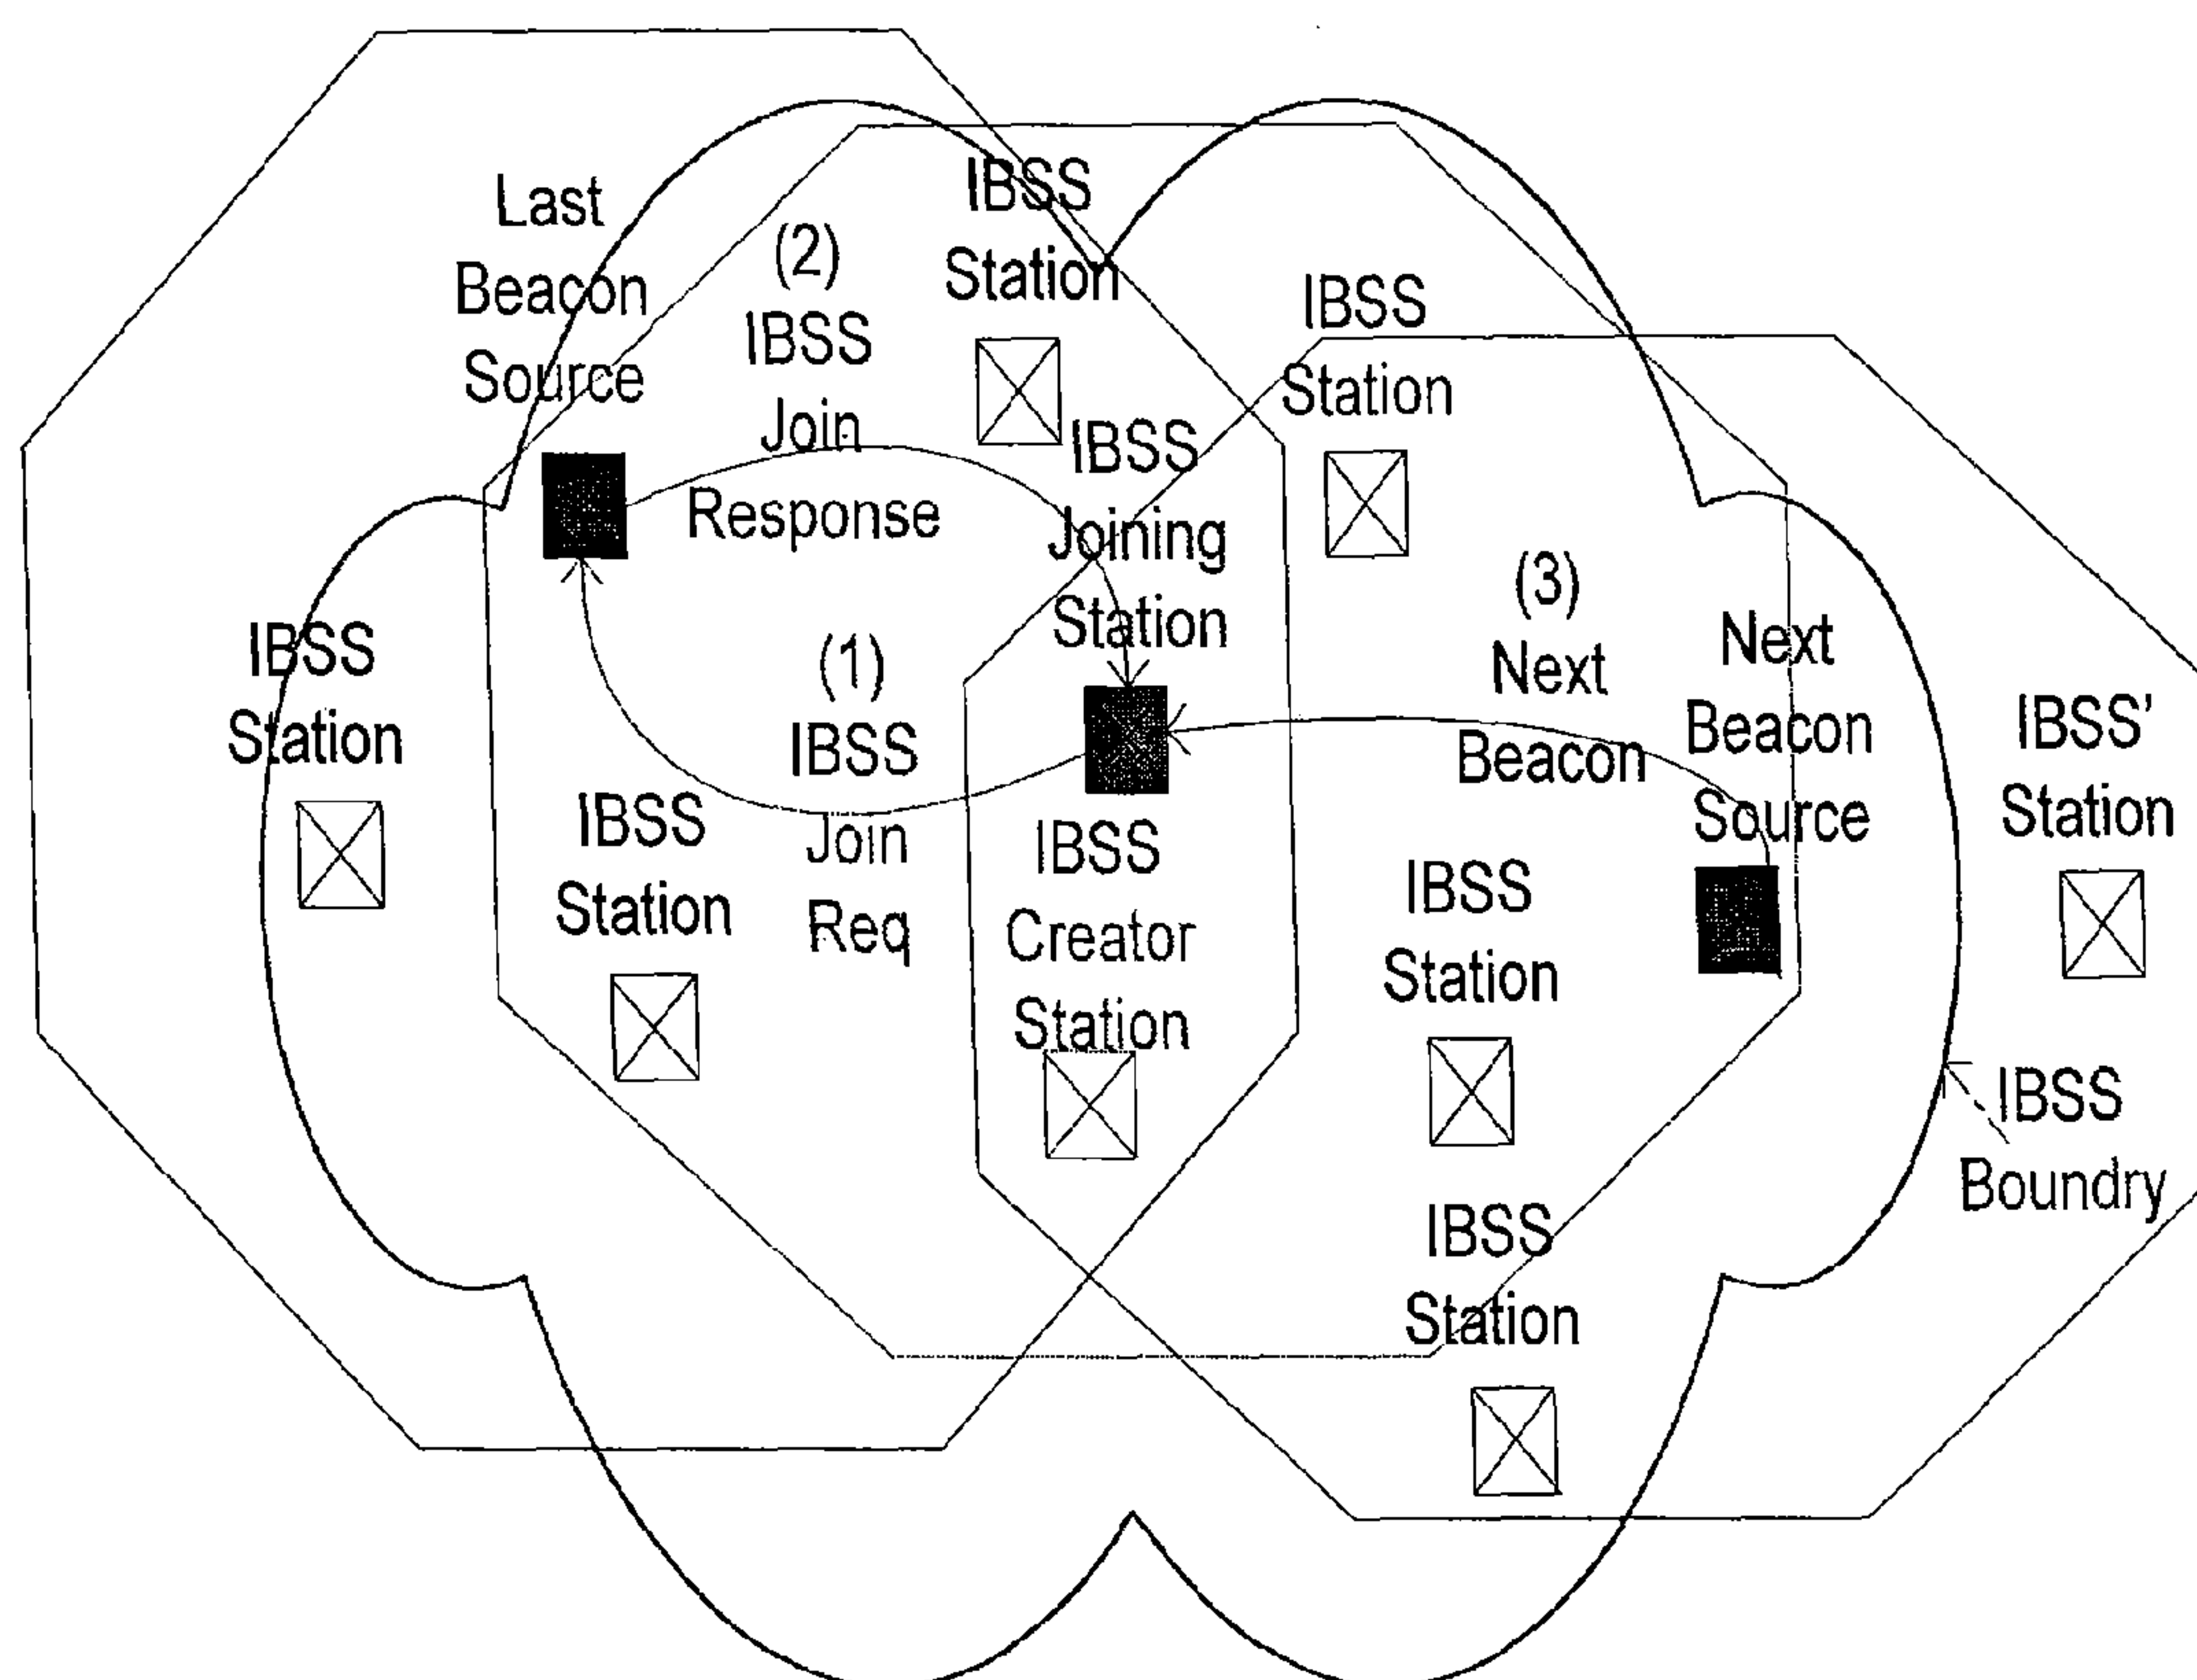 Last
Beacon
Source
(2)
IBSS
Join
Response
IBSS
Station
IBSS
Station
IBSS
Joining
Station
(1)
IBSS
Join
Req
(3)
Next
Beacon
Next
Beacon
Source
IBSS
Station
IBSS
Station
IBSS
Creator
Station
IBSS
Station
IBSS'
Station
IBSS
Station
IBSS
Boundry